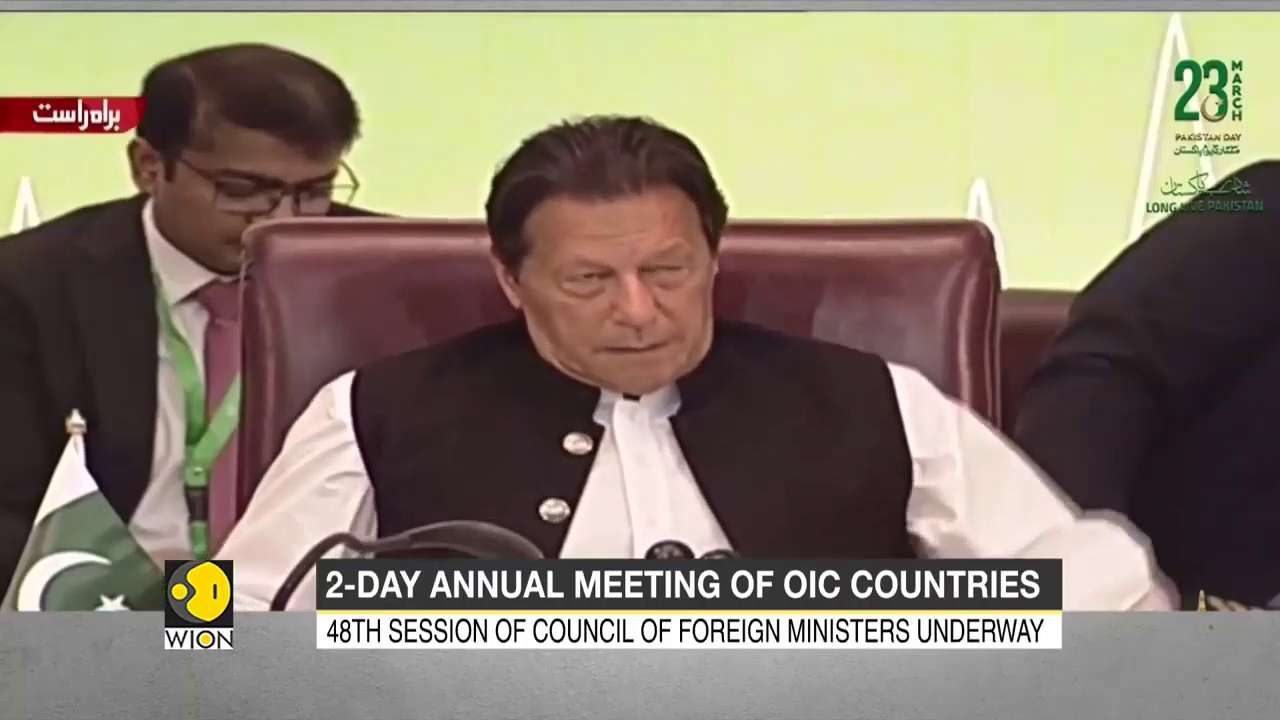 براہ راست
23 MARCH
PAKISTAN DAY
LONG LIVE PAKISTAN
WION
2-DAY ANNUAL MEETING OF OIC COUNTRIES
48TH SESSION OF COUNCIL OF FOREIGN MINISTERS UNDERWAY